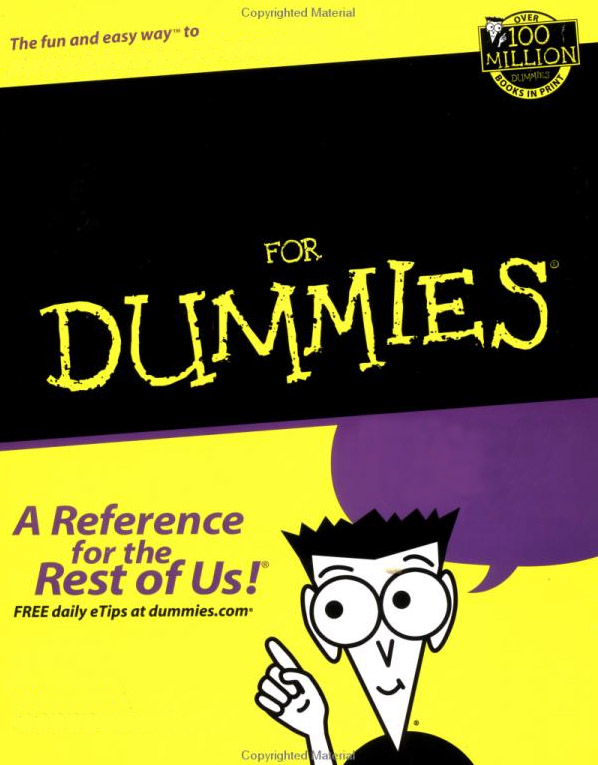 Copyrighted Material
The fun and easy way™ to
OVER
100
MILLION
DUMMIES
BOOKS IN PRINT
FOR
DUMMIES®
A Reference
for the
Rest of Us!®
FREE daily eTips at dummies.com®
®
Copyrighted Material